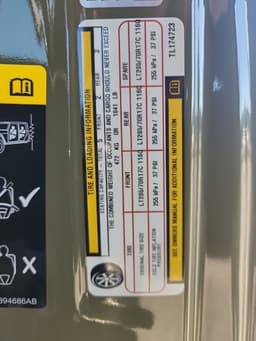 TIRE AND LOADING INFORMATION
SEATING CAPACITY - TOTAL 5 FRONT 2 REAR 3
THE COMBINED WEIGHT OF OCCUPANTS AND CARGO SHOULD NEVER EXCEED
472 KG OR 1041 LB
TIRE FRONT REAR SPARE
ORIGINAL TIRE SIZE LT285/70R17C 116Q LT285/70R17C 116Q LT285/70R17C 116Q
COLD TIRE INFLATION PRESSURE 255 kPa / 37 PSI 255 kPa / 37 PSI 255 kPa / 37 PSI
SEE OWNERS MANUAL FOR ADDITIONAL INFORMATION
TL174723
94686AB